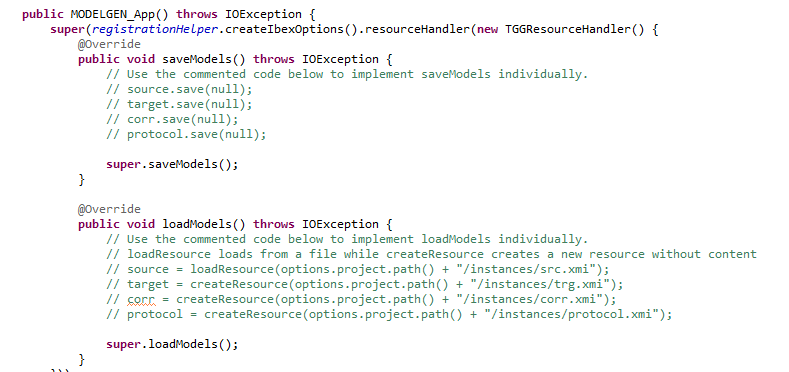 public MODELGEN_App() throws IOException {
super(registrationHelper.createIbexOptions().resourceHandler(new TGGResourceHandler() {
@Override
public void saveModels() throws IOException {
// Use the commented code below to implement saveModels individually.
// source.save(null);
// target.save(null);
// corr.save(null);
// protocol.save(null);
super.saveModels();
}
@Override
public void loadModels() throws IOException {
// Use the commented code below to implement loadModels individually.
// loadResource loads from a file while createResource creates a new resource without content
// source = loadResource(options.project.path() + "/instances/src.xmi");
// target = createResource(options.project.path() + "/instances/trg.xmi");
// corr = createResource(options.project.path() + "/instances/corr.xmi");
// protocol = createResource(options.project.path() + "/instances/protocol.xmi");
super.loadModels();
}